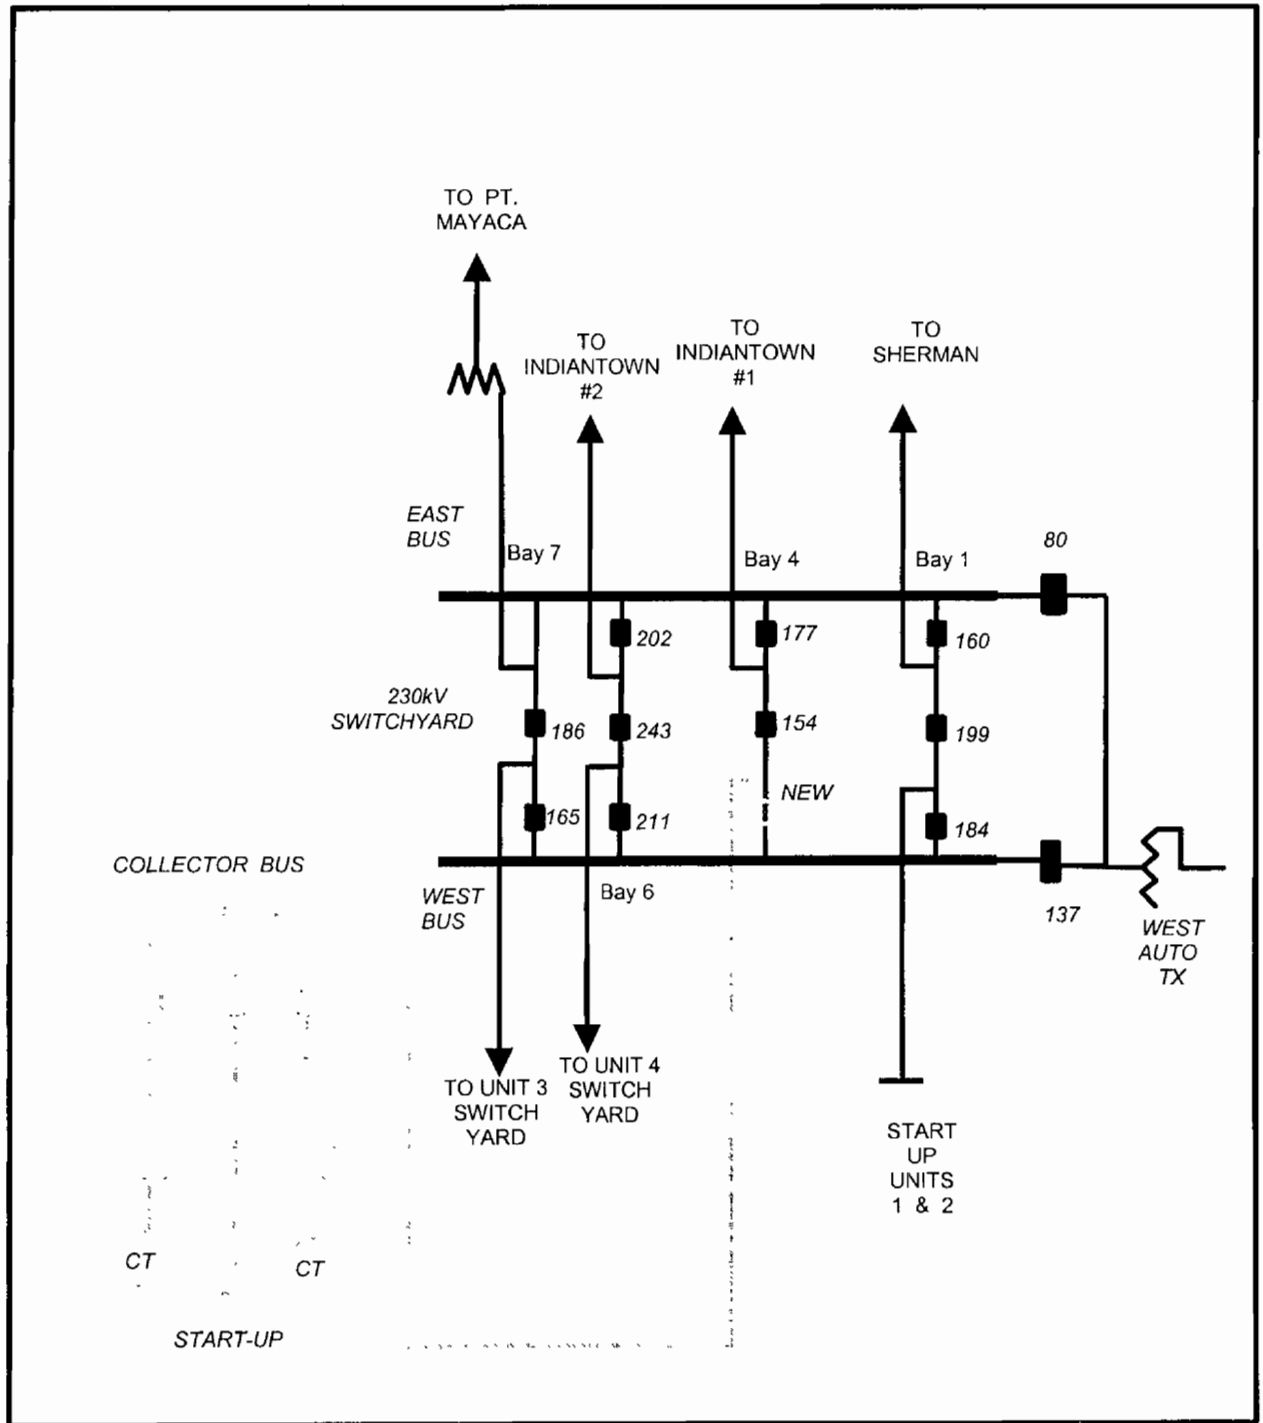 TO PT.
MAYACA
TO
INDIANTOWN
#2
TO
INDIANTOWN
#1
TO
SHERMAN
EAST
BUS
Bay 7
Bay 4
Bay 1
80
202
177
160
230kV
SWITCHYARD
186
243
154
199
NEW
165
211
184
COLLECTOR BUS
WEST
BUS
Bay 6
137
WEST
AUTO
TX
TO UNIT 3
SWITCH
YARD
TO UNIT 4
SWITCH
YARD
START
UP
UNITS
1 & 2
CT
CT
START-UP